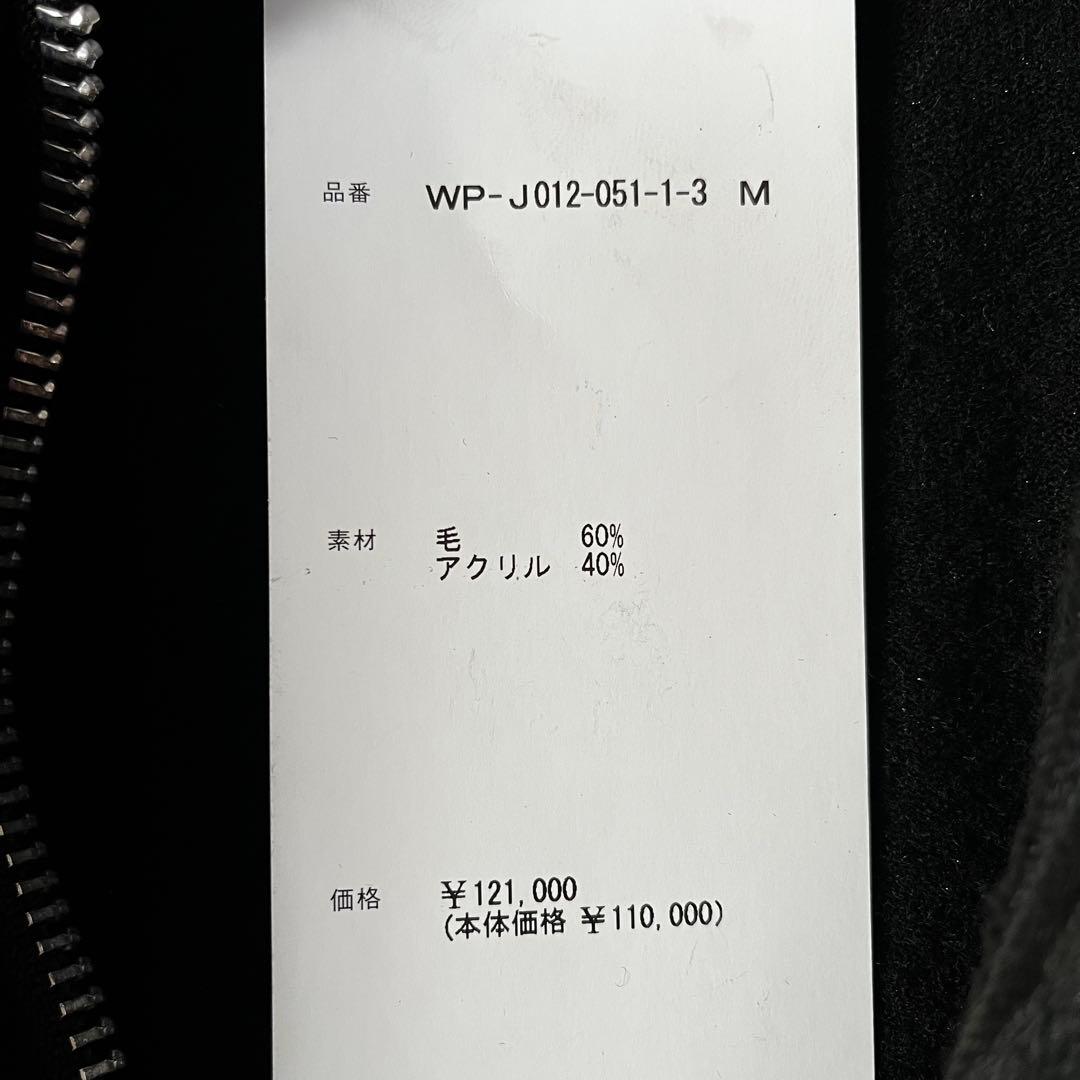 品番 WP-J012-051-1-3 M
素材 毛 60%
アクリル 40%
価格 ¥121,000
(本体価格 ¥110,000)